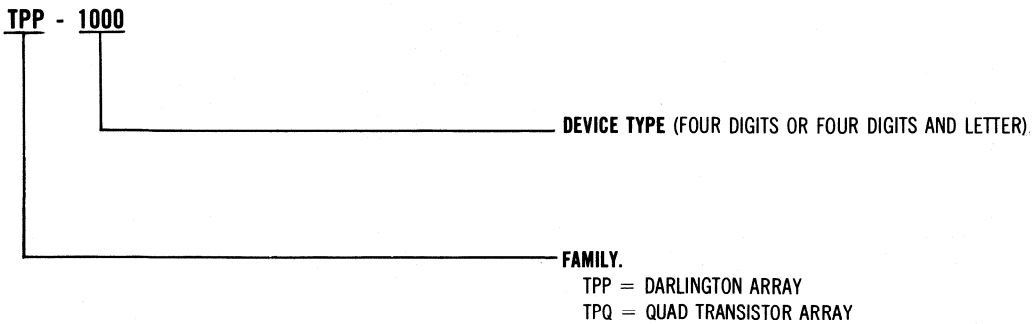 TPP - 1000
DEVICE TYPE (FOUR DIGITS OR FOUR DIGITS AND LETTER).
FAMILY.
TPP = DARLINGTON ARRAY
TPQ = QUAD TRANSISTOR ARRAY